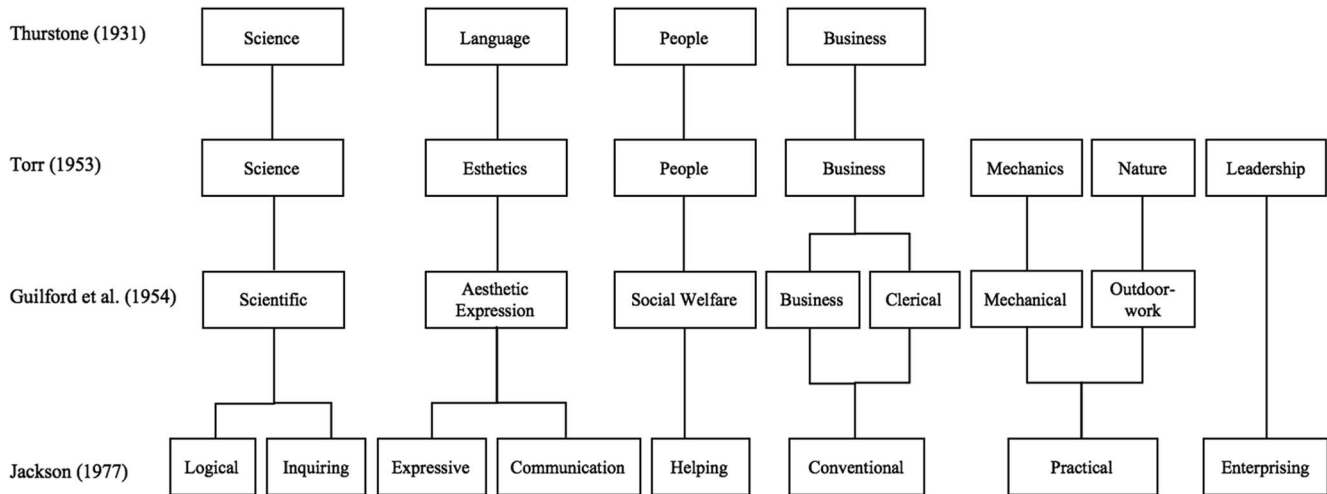 Thurstone (1931) Science Language People Business
Torr (1953) Science Esthetics People Business Mechanics Nature Leadership
Guilford et al. (1954) Scientific Aesthetic Expression Social Welfare Business Clerical Mechanical Outdoor-work
Jackson (1977) Logical Inquiring Expressive Communication Helping Conventional Practical Enterprising